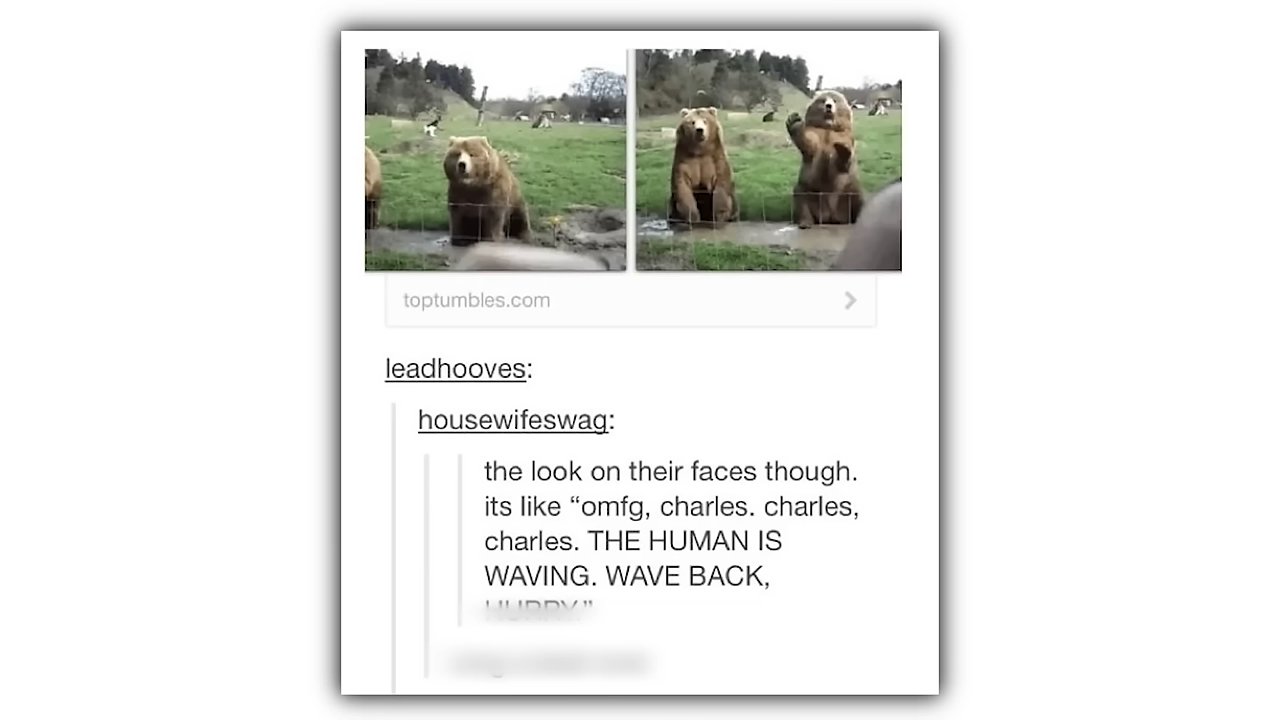 toptumbles.com
leadhooves:
housewifeswag:
the look on their faces though.
its like “omfg, charles. charles,
charles. THE HUMAN IS
WAVING. WAVE BACK,
HURRY.”